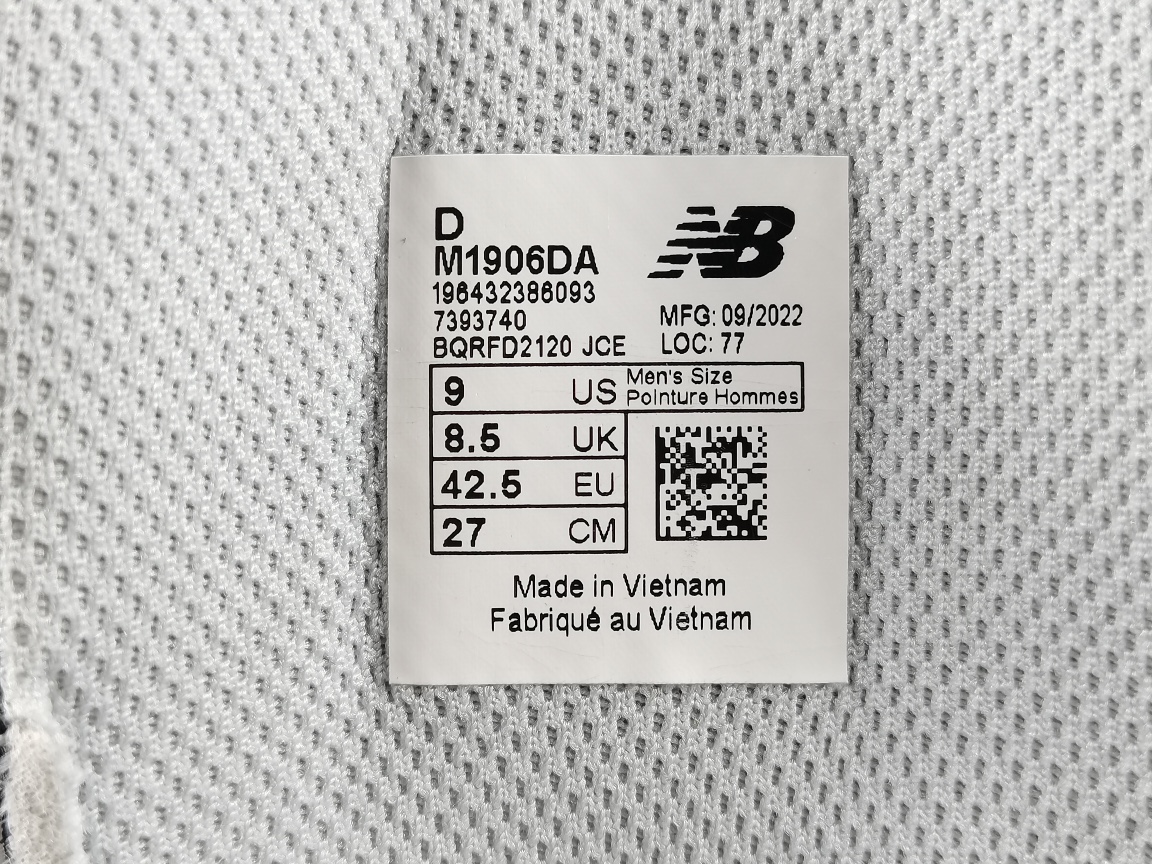 D
M1906DA
NB
196432386093
7393740
MFG: 09/2022
BQRFD2120 JCE
LOC: 77
9 US Men's Size
Pointure Hommes
8.5 UK
42.5 EU
27 CM
Made in Vietnam
Fabriqué au Vietnam